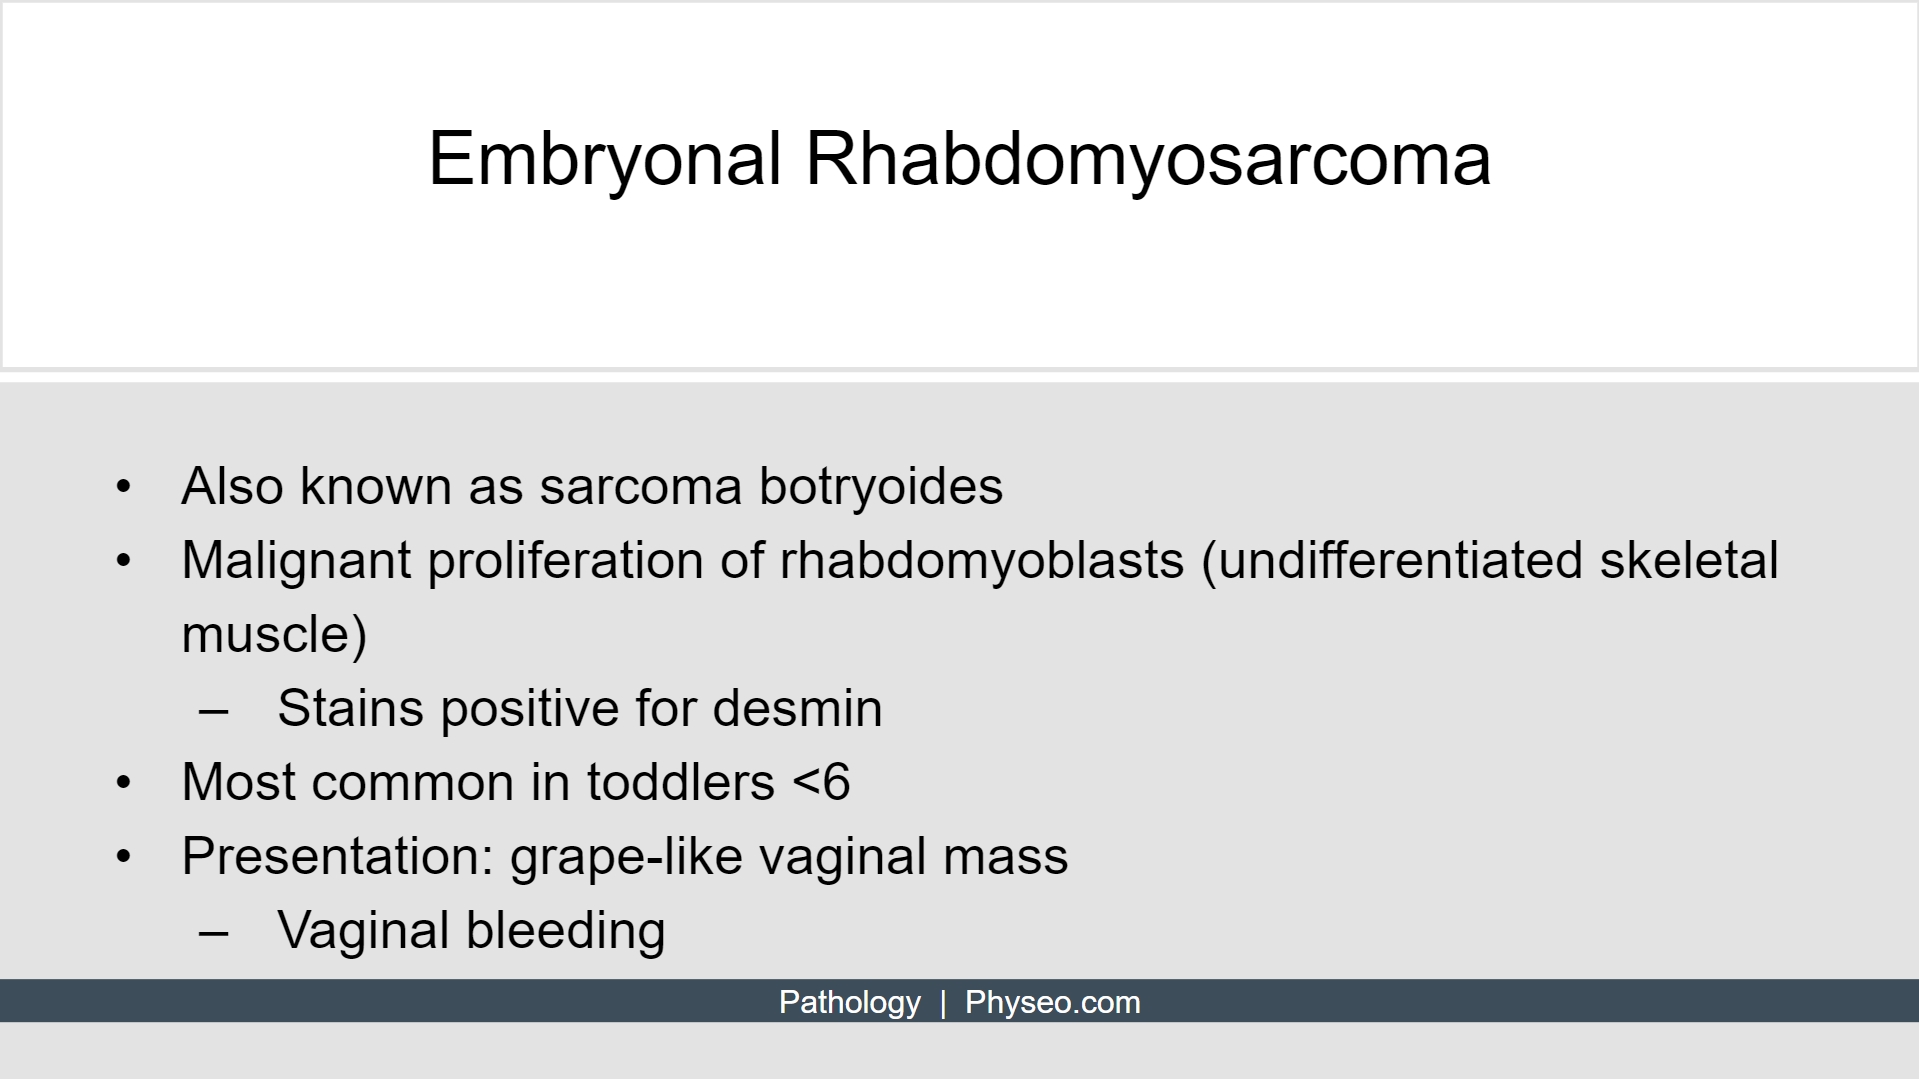 Embryonal Rhabdomyosarcoma
• Also known as sarcoma botryoides
• Malignant proliferation of rhabdomyoblasts (undifferentiated skeletal
muscle)
– Stains positive for desmin
• Most common in toddlers <6
• Presentation: grape-like vaginal mass
– Vaginal bleeding
Pathology | Physeo.com